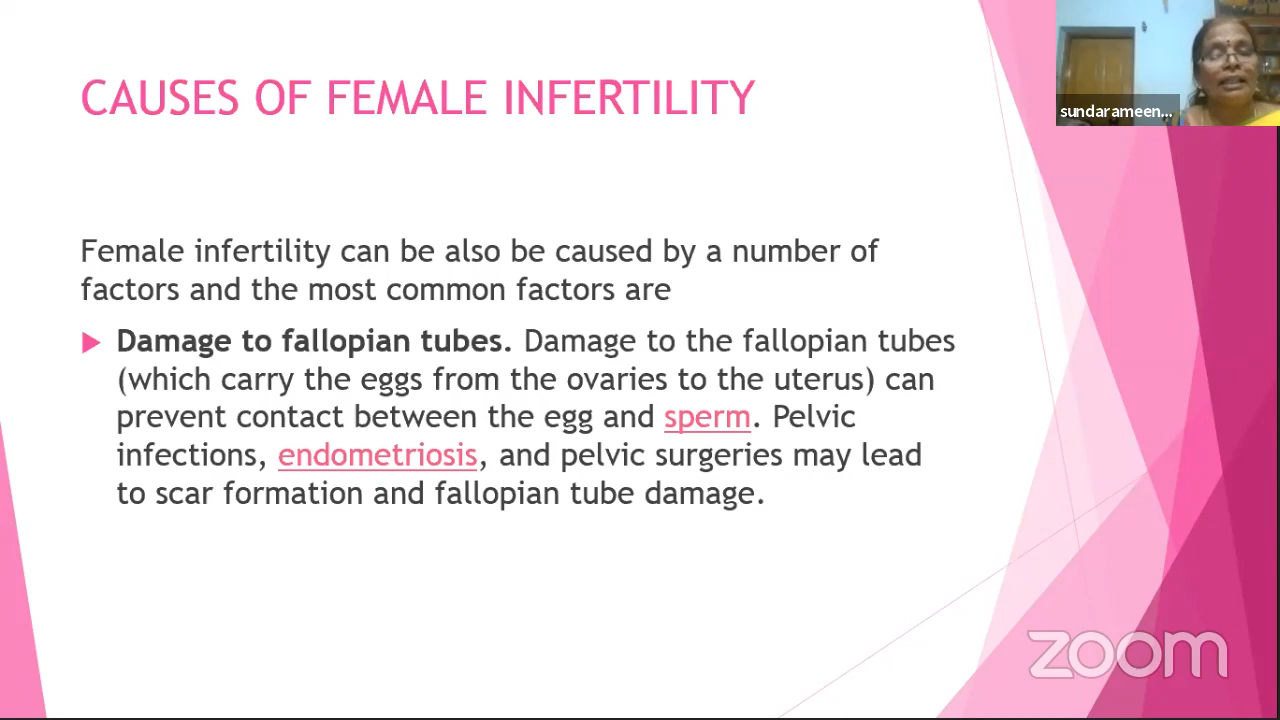 CAUSES OF FEMALE INFERTILITY
sundarameen...
Female infertility can be also be caused by a number of
factors and the most common factors are
Damage to fallopian tubes. Damage to the fallopian tubes
(which carry the eggs from the ovaries to the uterus) can
prevent contact between the egg and sperm. Pelvic
infections, endometriosis, and pelvic surgeries may lead
to scar formation and fallopian tube damage.
zoom